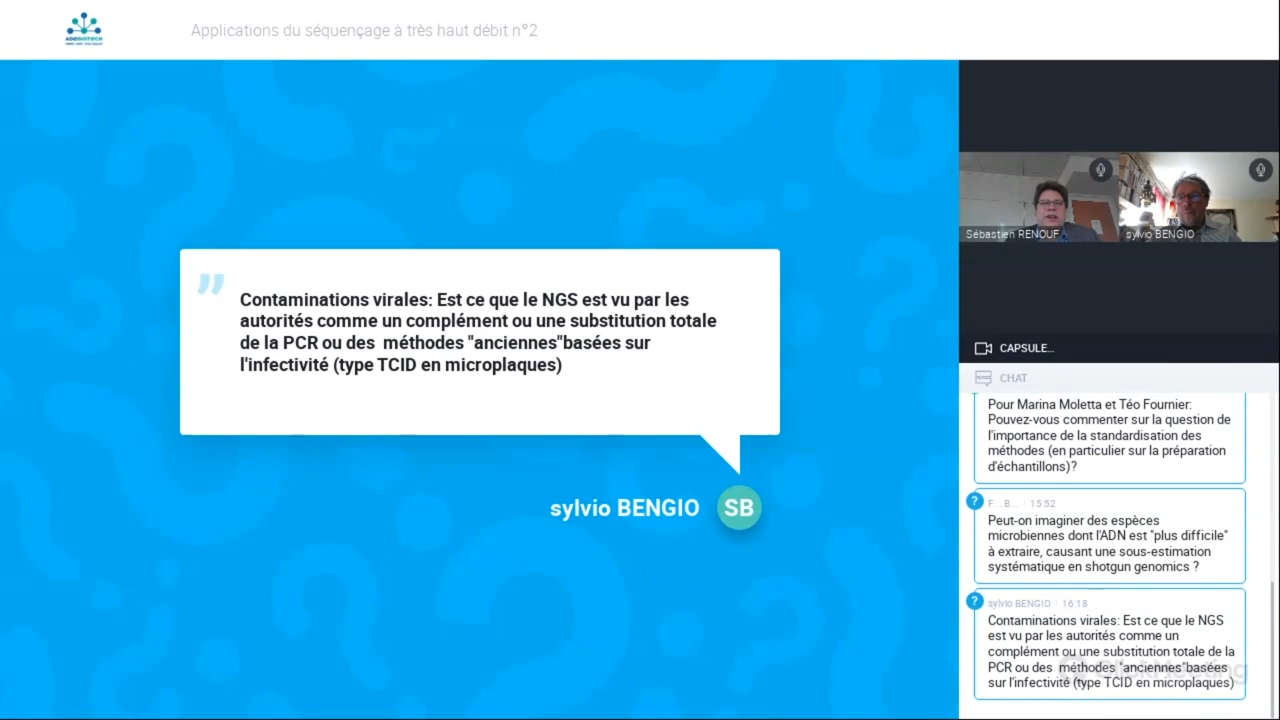 ADEBIOTECH
Applications du séquençage à très haut débit n°2
”
Contaminations virales: Est ce que le NGS est vu par les
autorités comme un complément ou une substitution totale
de la PCR ou des  méthodes "anciennes"basées sur
l'infectivité (type TCID en microplaques)
sylvio BENGIO
SB
Sébastien RENOUF
sylvio BENGIO
CAPSULE...
CHAT
Pour Marina Moletta et Téo Fournier:
Pouvez-vous commenter sur la question de
l'importance de la standardisation des
méthodes (en particulier sur la préparation
d'échantillons)?
?
F... B... 15:52
Peut-on imaginer des espèces
microbiennes dont l'ADN est "plus difficile"
à extraire, causant une sous-estimation
systématique en shotgun genomics ?
?
sylvio BENGIO 16:18
Contaminations virales: Est ce que le NGS
est vu par les autorités comme un
complément ou une substitution totale de la
PCR ou des  méthodes "anciennes"basées
sur l'infectivité (type TCID en microplaques)
ClickMeeting